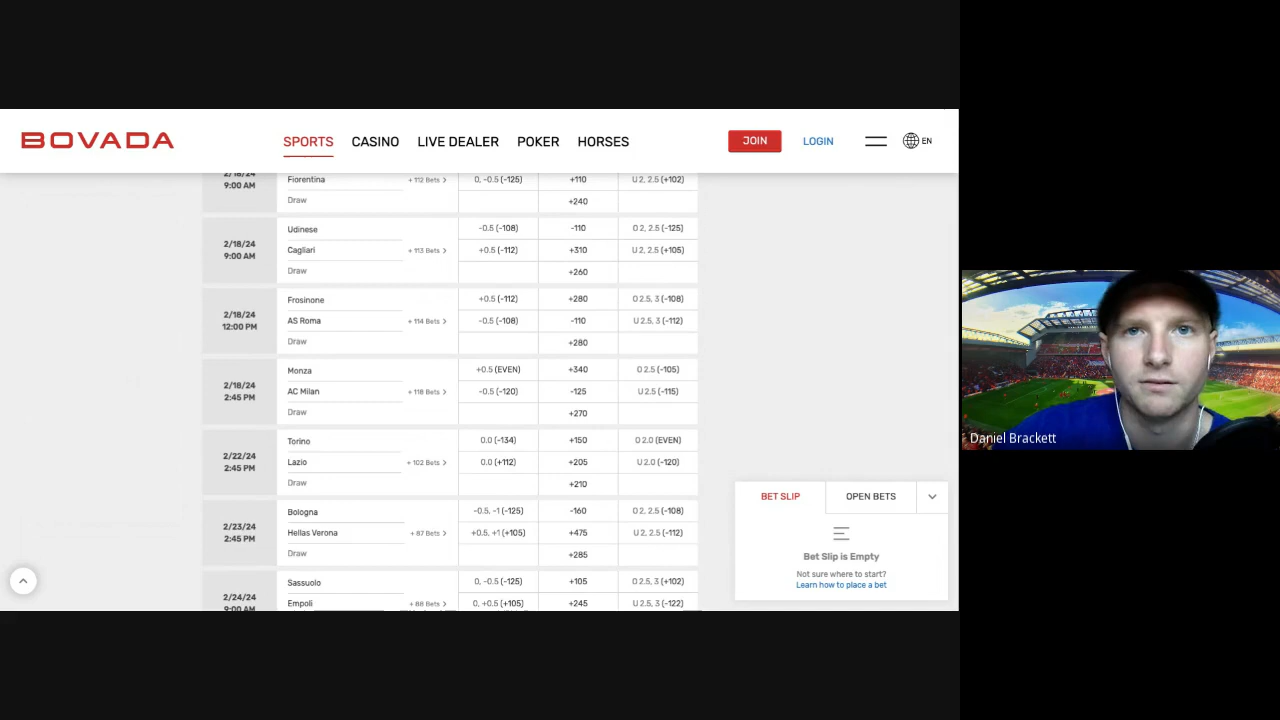 BOVADA
SPORTS CASINO LIVE DEALER POKER HORSES
JOIN LOGIN EN
2/18/24
9:00 AM
Fiorentina + 112 Bets 0, -0.5 (-125) +110 U 2, 2.5 (+102)
Draw +240
2/18/24
9:00 AM
Udinese -0.5 (-108) -110 O 2, 2.5 (-125)
Cagliari + 113 Bets +0.5 (-112) +310 U 2, 2.5 (+105)
Draw +260
2/18/24
12:00 PM
Frosinone +0.5 (-112) +280 O 2.5, 3 (-108)
AS Roma + 114 Bets -0.5 (-108) -110 U 2.5, 3 (-112)
Draw +280
2/18/24
2:45 PM
Monza +0.5 (EVEN) +340 O 2.5 (-105)
AC Milan + 118 Bets -0.5 (-120) -125 U 2.5 (-115)
Draw +270
2/22/24
2:45 PM
Torino 0.0 (-134) +150 O 2.0 (EVEN)
Lazio + 102 Bets 0.0 (+112) +205 U 2.0 (-120)
Draw +210
2/23/24
2:45 PM
Bologna -0.5, -1 (-125) -160 O 2, 2.5 (-108)
Hellas Verona + 87 Bets +0.5, +1 (+105) +475 U 2, 2.5 (-112)
Draw +285
2/24/24
9:00 AM
Sassuolo 0, -0.5 (-125) +105 O 2.5, 3 (+102)
Empoli + 88 Bets 0, +0.5 (+105) +245 U 2.5, 3 (-122)
BET SLIP OPEN BETS
Bet Slip is Empty
Not sure where to start?
Learn how to place a bet
Daniel Brackett